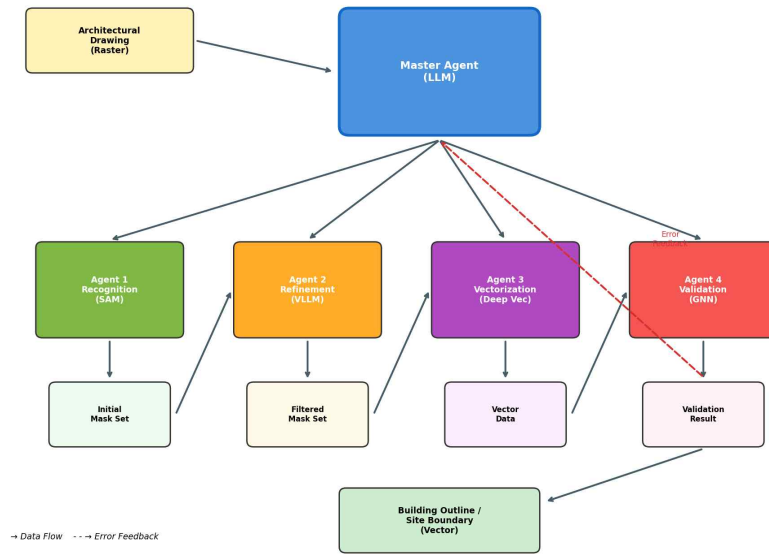 Architectural
Drawing
(Raster)
Master Agent
(LLM)
Error
Feedback
Agent 1
Recognition
(SAM)
Agent 2
Refinement
(VLLM)
Agent 3
Vectorization
(Deep Vec)
Agent 4
Validation
(GNN)
Initial
Mask Set
Filtered
Mask Set
Vector
Data
Validation
Result
Building Outline /
Site Boundary
(Vector)
→ Data Flow - - → Error Feedback